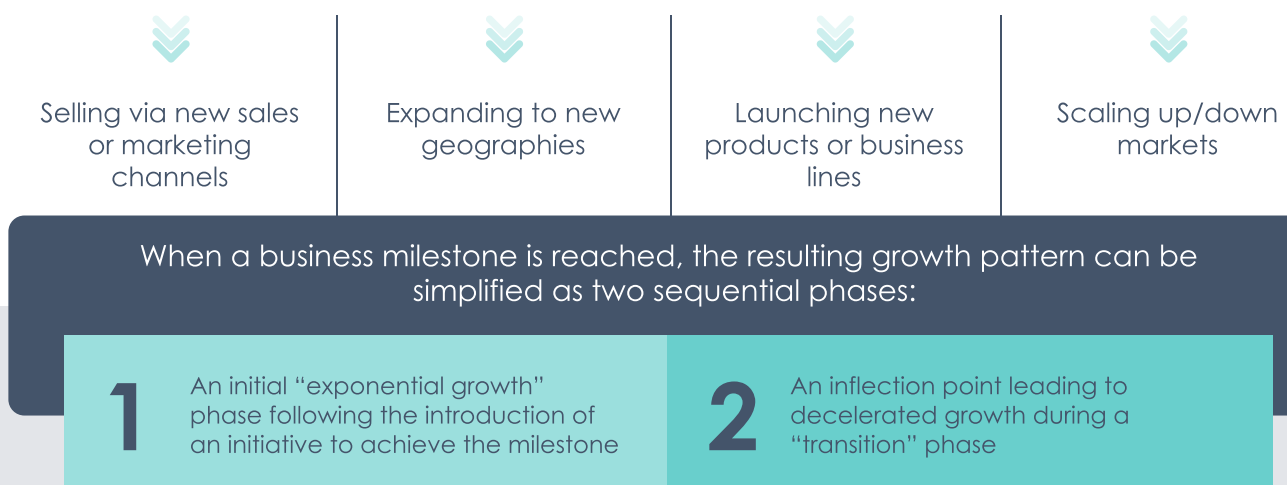 Selling via new sales
or marketing
channels
Expanding to new
geographies
Launching new
products or business
lines
Scaling up/down
markets
When a business milestone is reached, the resulting growth pattern can be
simplified as two sequential phases:
1
An initial “exponential growth”
phase following the introduction of
an initiative to achieve the milestone
2
An inflection point leading to
decelerated growth during a
“transition” phase